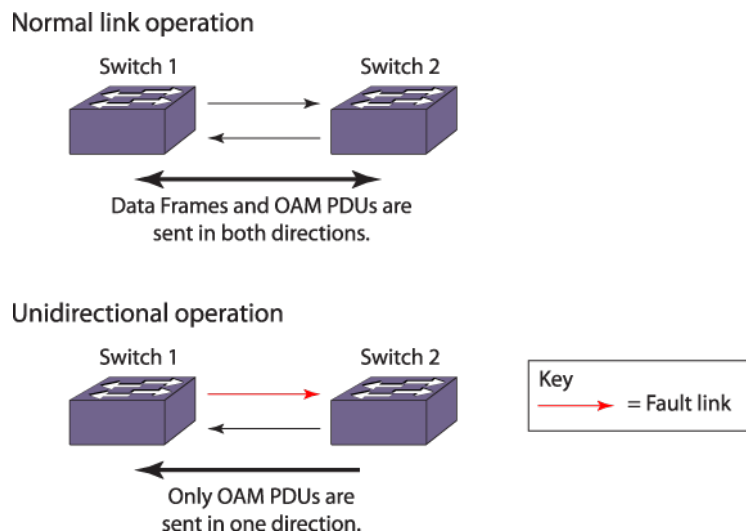 Normal link operation
Switch 1
Switch 2
Data Frames and OAM PDUs are
sent in both directions.
Unidirectional operation
Switch 1
Switch 2
Key
= Fault link
Only OAM PDUs are
sent in one direction.